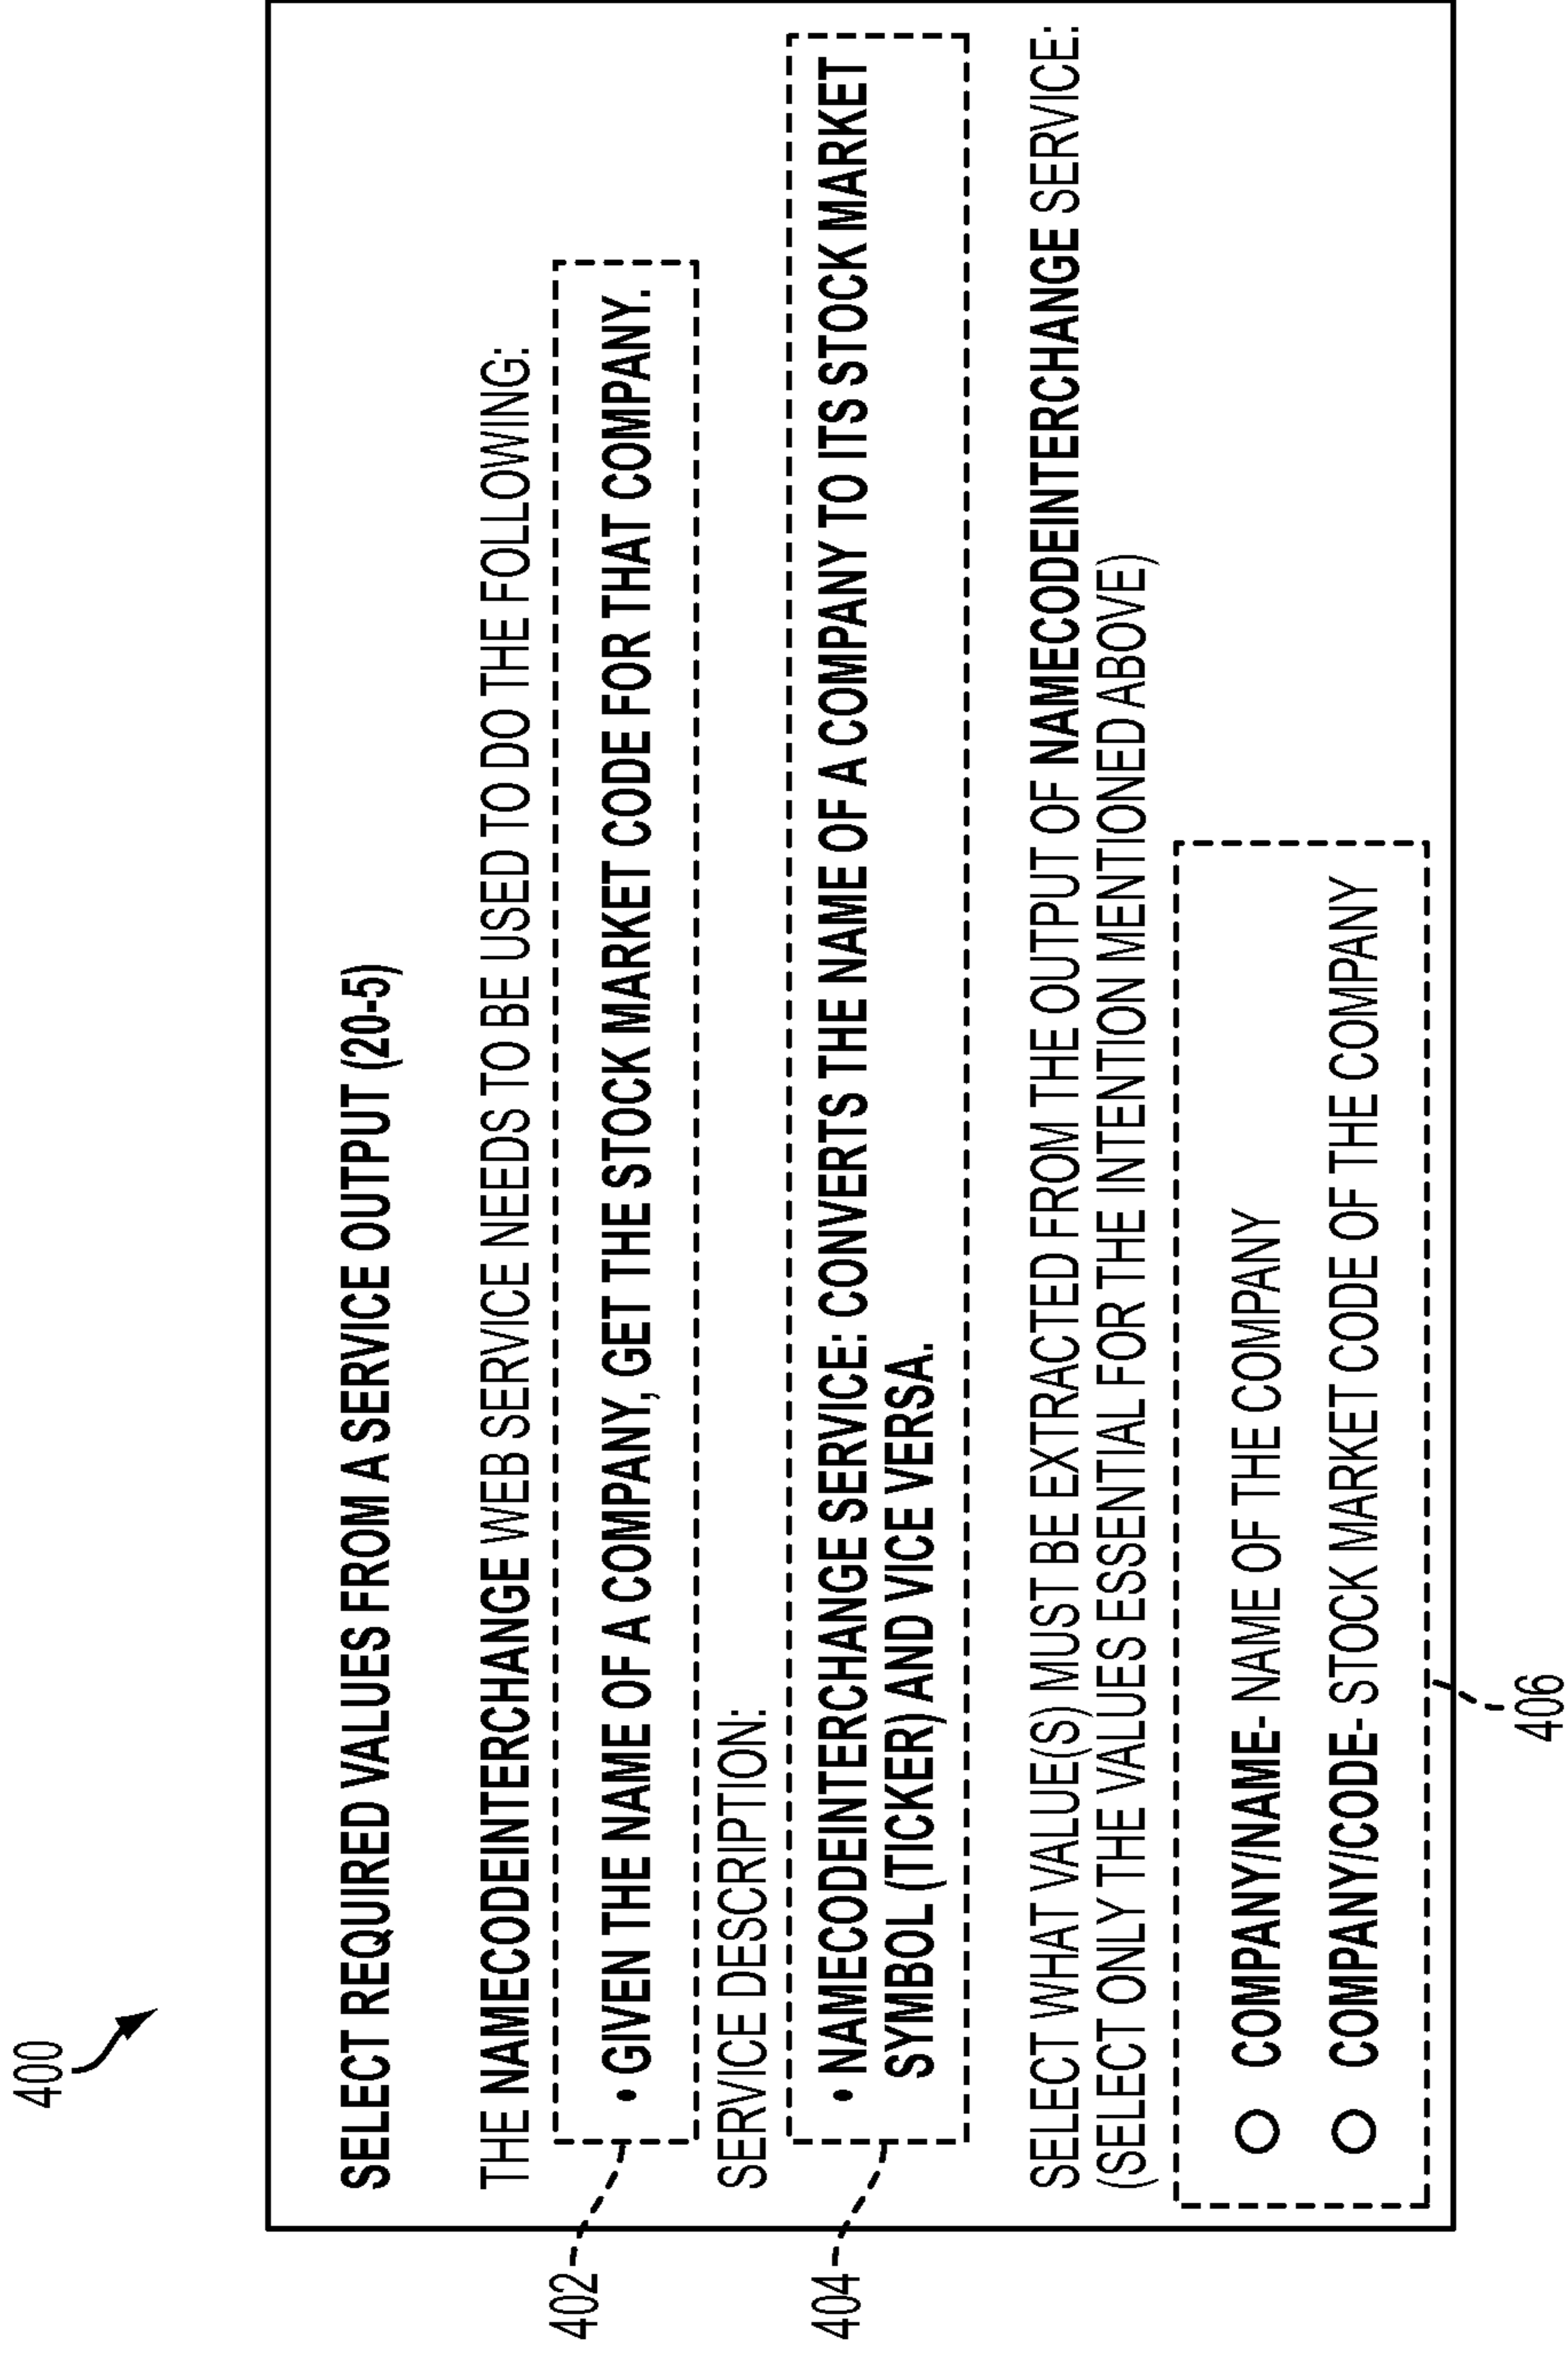 400
SELECT REQUIRED VALUES FROM A SERVICE OUTPUT (20-5)
THE NAMECODEINTERCHANGE WEB SERVICE NEEDS TO BE USED TO DO THE FOLLOWING:
402
• GIVEN THE NAME OF A COMPANY, GET THE STOCK MARKET CODE FOR THAT COMPANY.
SERVICE DESCRIPTION:
404
• NAMECODEINTERCHANGE SERVICE: CONVERTS THE NAME OF A COMPANY TO ITS STOCK MARKET
SYMBOL (TICKER) AND VICE VERSA.
SELECT WHAT VALUE(S) MUST BE EXTRACTED FROM THE OUTPUT OF NAMECODEINTERCHANGE SERVICE:
(SELECT ONLY THE VALUES ESSENTIAL FOR THE INTENTION MENTIONED ABOVE)
COMPANY/NAME- NAME OF THE COMPANY
COMPANY/CODE- STOCK MARKET CODE OF THE COMPANY
406